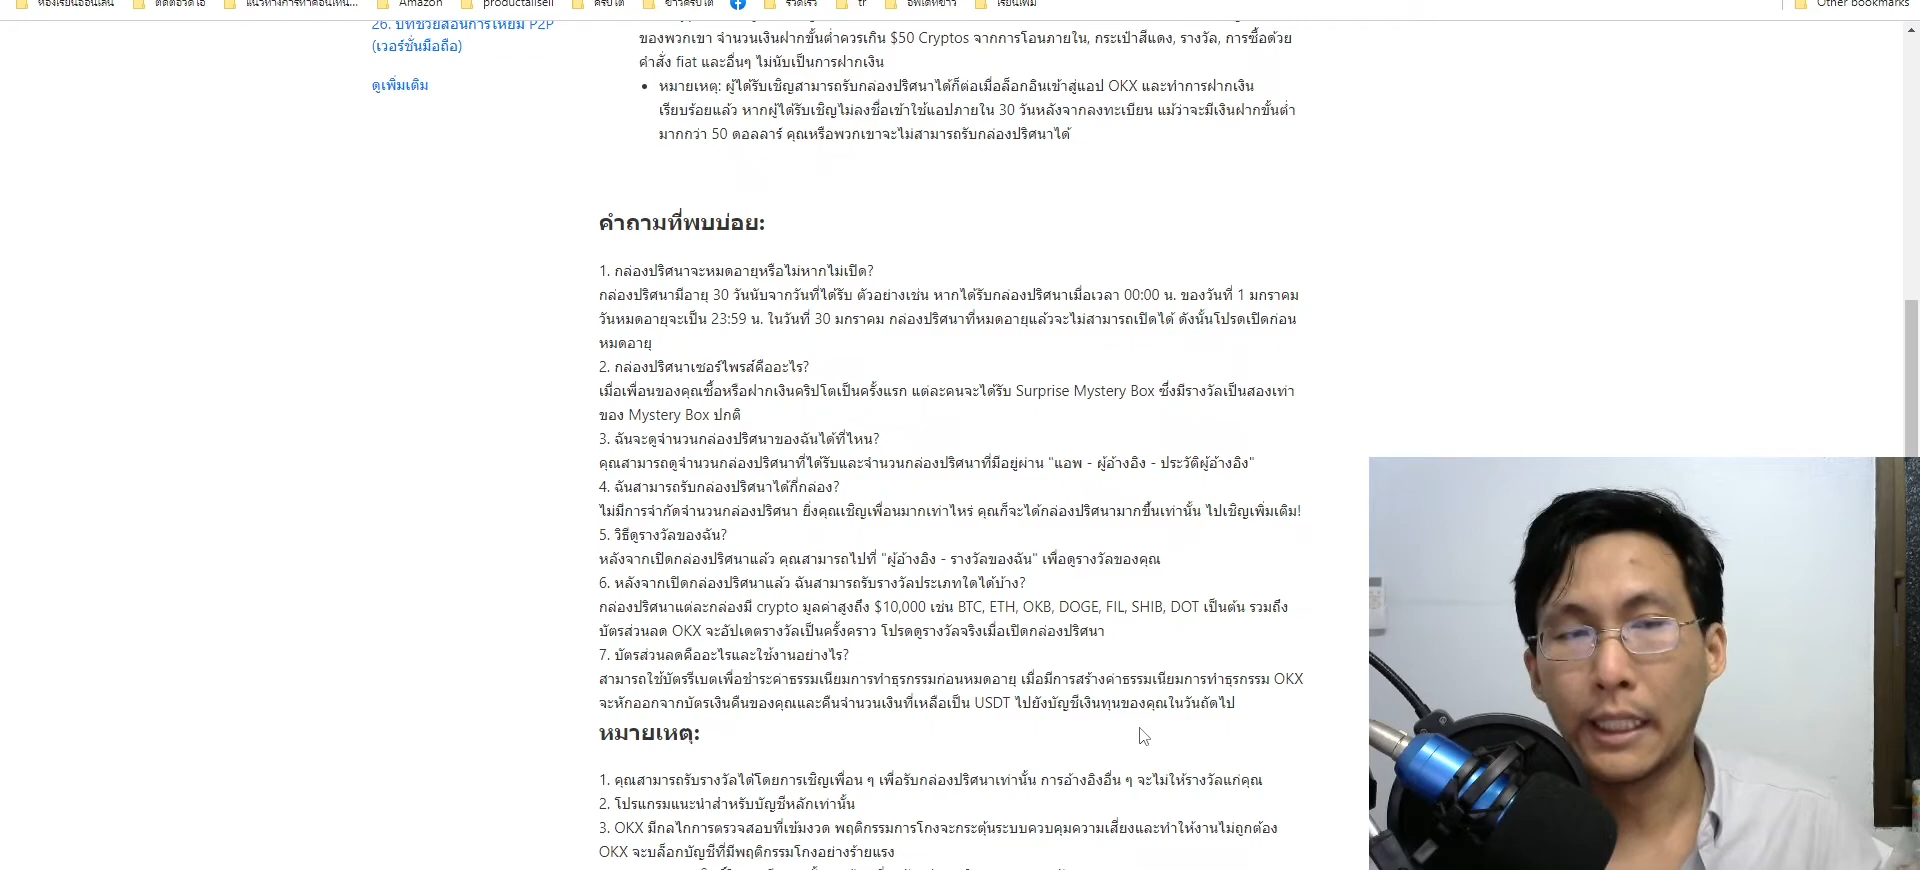 ห้องเรียนออนไลน์ ตัดต่อวิดีโอ แนวทางการทำคอนเทน... Amazon productallsell คริปโต ข่าวคริปโต รวดเร็ว tr อัพเดทข่าว เรียนเพิ่ม Other bookmarks
26. บทช่วยสอนการให้ยืม P2P
(เวอร์ชั่นมือถือ)
ดูเพิ่มเติม
ของพวกเขา จำนวนเงินฝากขั้นต่ำควรเกิน $50 Cryptos จากการโอนภายใน, กระเป๋าสีแดง, รางวัล, การซื้อด้วย
คำสั่ง fiat และอื่นๆ ไม่นับเป็นการฝากเงิน
• หมายเหตุ: ผู้ได้รับเชิญสามารถรับกล่องปริศนาได้ก็ต่อเมื่อล็อกอินเข้าสู่แอป OKX และทำการฝากเงิน
เรียบร้อยแล้ว หากผู้ได้รับเชิญไม่ลงชื่อเข้าใช้แอปภายใน 30 วันหลังจากลงทะเบียน แม้ว่าจะมีเงินฝากขั้นต่ำ
มากกว่า 50 ดอลลาร์ คุณหรือพวกเขาจะไม่สามารถรับกล่องปริศนาได้
คำถามที่พบบ่อย:
1. กล่องปริศนาจะหมดอายุหรือไม่หากไม่เปิด?
กล่องปริศนามีอายุ 30 วันนับจากวันที่ได้รับ ตัวอย่างเช่น หากได้รับกล่องปริศนาเมื่อเวลา 00:00 น. ของวันที่ 1 มกราคม
วันหมดอายุจะเป็น 23:59 น. ในวันที่ 30 มกราคม กล่องปริศนาที่หมดอายุแล้วจะไม่สามารถเปิดได้ ดังนั้นโปรดเปิดก่อน
หมดอายุ
2. กล่องปริศนาเซอร์ไพรส์คืออะไร?
เมื่อเพื่อนของคุณซื้อหรือฝากเงินคริปโตเป็นครั้งแรก แต่ละคนจะได้รับ Surprise Mystery Box ซึ่งมีรางวัลเป็นสองเท่า
ของ Mystery Box ปกติ
3. ฉันจะดูจำนวนกล่องปริศนาของฉันได้ที่ไหน?
คุณสามารถดูจำนวนกล่องปริศนาที่ได้รับและจำนวนกล่องปริศนาที่มีอยู่ผ่าน "แอพ - ผู้อ้างอิง - ประวัติผู้อ้างอิง"
4. ฉันสามารถรับกล่องปริศนาได้กี่กล่อง?
ไม่มีการจำกัดจำนวนกล่องปริศนา ยิ่งคุณเชิญเพื่อนมากเท่าไหร่ คุณก็จะได้กล่องปริศนามากขึ้นเท่านั้น ไปเชิญเพิ่มเติม!
5. วิธีดูรางวัลของฉัน?
หลังจากเปิดกล่องปริศนาแล้ว คุณสามารถไปที่ "ผู้อ้างอิง - รางวัลของฉัน" เพื่อดูรางวัลของคุณ
6. หลังจากเปิดกล่องปริศนาแล้ว ฉันสามารถรับรางวัลประเภทใดได้บ้าง?
กล่องปริศนาแต่ละกล่องมี crypto มูลค่าสูงถึง $10,000 เช่น BTC, ETH, OKB, DOGE, FIL, SHIB, DOT เป็นต้น รวมถึง
บัตรส่วนลด OKX จะอัปเดตรางวัลเป็นครั้งคราว โปรดดูรางวัลจริงเมื่อเปิดกล่องปริศนา
7. บัตรส่วนลดคืออะไรและใช้งานอย่างไร?
สามารถใช้บัตรรีเบตเพื่อชำระค่าธรรมเนียมการทำธุรกรรมก่อนหมดอายุ เมื่อมีการสร้างค่าธรรมเนียมการทำธุรกรรม OKX
จะหักออกจากบัตรเงินคืนของคุณและคืนจำนวนเงินที่เหลือเป็น USDT ไปยังบัญชีเงินทุนของคุณในวันถัดไป
หมายเหตุ:
1. คุณสามารถรับรางวัลได้โดยการเชิญเพื่อน ๆ เพื่อรับกล่องปริศนาเท่านั้น การอ้างอิงอื่น ๆ จะไม่ให้รางวัลแก่คุณ
2. โปรแกรมแนะนำสำหรับบัญชีหลักเท่านั้น
3. OKX มีกลไกการตรวจสอบที่เข้มงวด พฤติกรรมการโกงจะกระตุ้นระบบควบคุมความเสี่ยงและทำให้งานไม่ถูกต้อง
OKX จะบล็อกบัญชีที่มีพฤติกรรมโกงอย่างร้ายแรง